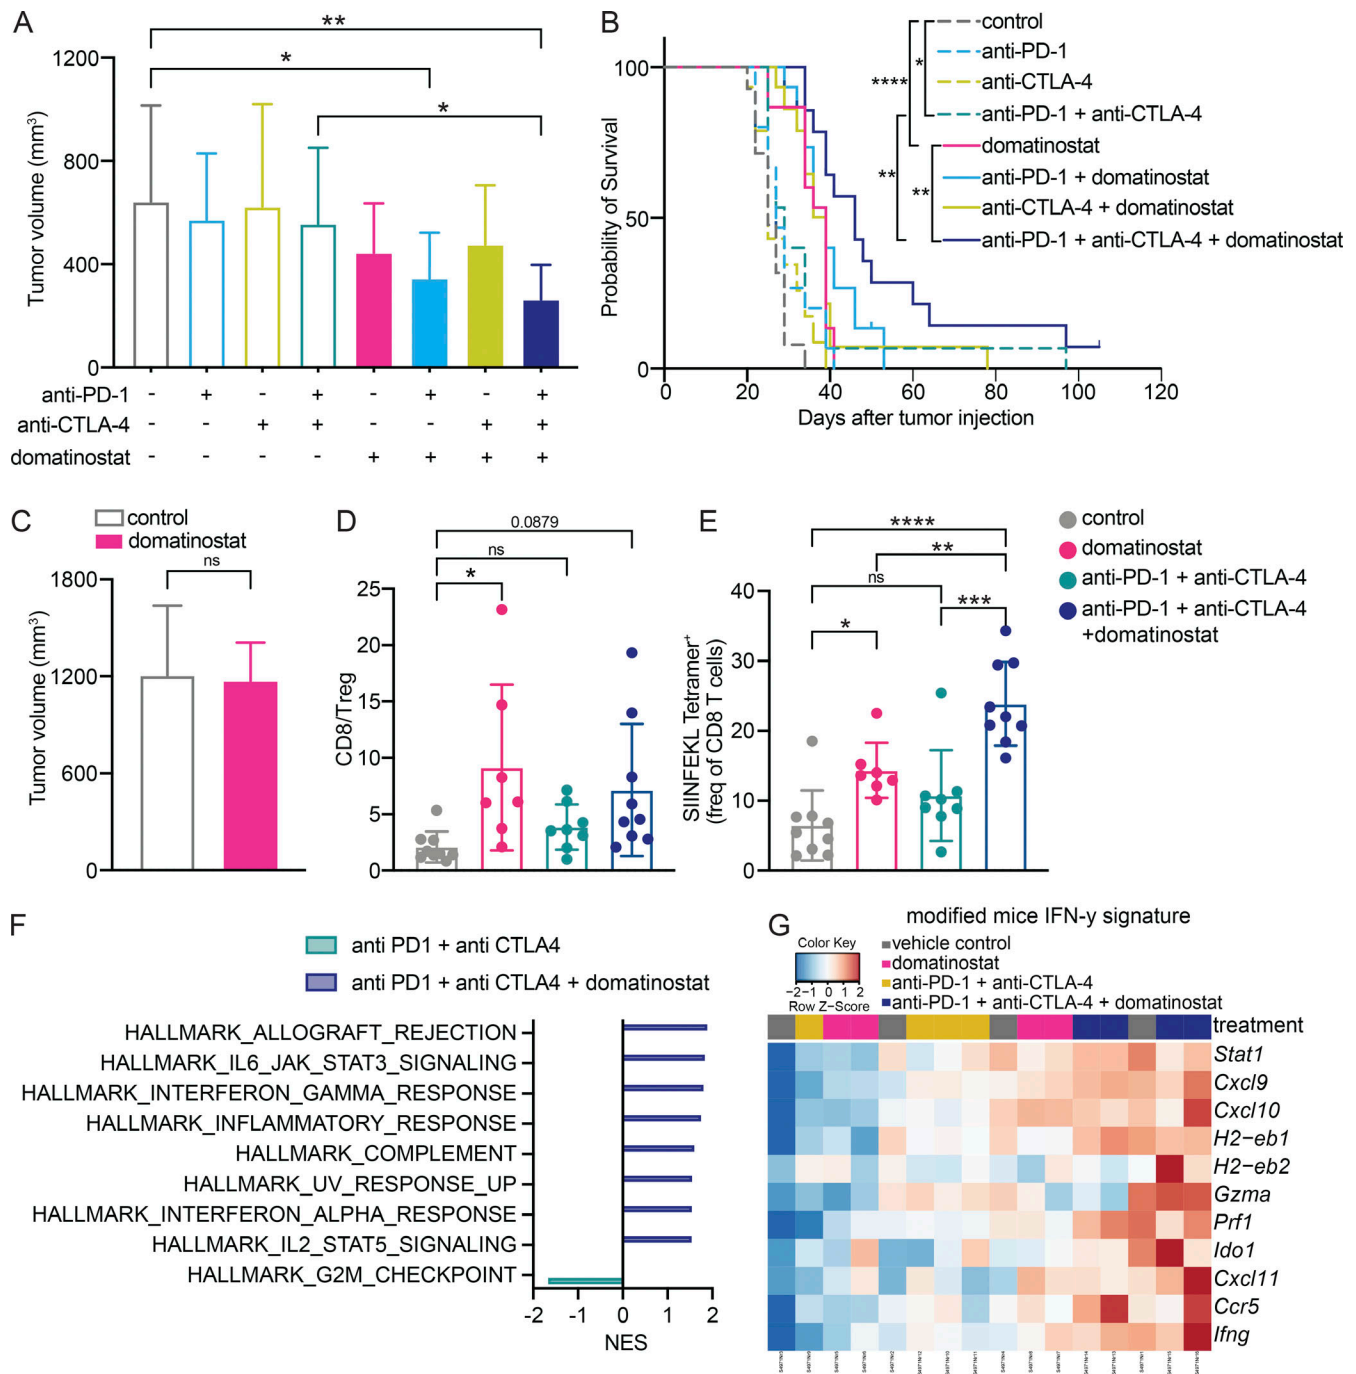 A
**
*
*
1200
800
400
0
Tumor volume (mm³)
anti-PD-1 - + - + - + - +
anti-CTLA-4 - - + + - - + +
domatinostat - - - - + + + +
B
100
50
0
Probability of Survival
0 20 40 60 80 100 120
Days after tumor injection
control
anti-PD-1
anti-CTLA-4
anti-PD-1 + anti-CTLA-4
domatinostat
anti-PD-1 + domatinostat
anti-CTLA-4 + domatinostat
anti-PD-1 + anti-CTLA-4 + domatinostat
*
****
**
**
C
control
domatinostat
ns
1800
1200
600
0
Tumor volume (mm³)
D
0.0879
ns
*
25
20
15
10
5
0
CD8/Treg
E
****
**
ns
***
*
40
30
20
10
0
SIINFEKL Tetramer⁺
(freq of CD8 T cells)
control
domatinostat
anti-PD-1 + anti-CTLA-4
anti-PD-1 + anti-CTLA-4
+domatinostat
F
anti PD1 + anti CTLA4
anti PD1 + anti CTLA4 + domatinostat
HALLMARK_ALLOGRAFT_REJECTION
HALLMARK_IL6_JAK_STAT3_SIGNALING
HALLMARK_INTERFERON_GAMMA_RESPONSE
HALLMARK_INFLAMMATORY_RESPONSE
HALLMARK_COMPLEMENT
HALLMARK_UV_RESPONSE_UP
HALLMARK_INTERFERON_ALPHA_RESPONSE
HALLMARK_IL2_STAT5_SIGNALING
HALLMARK_G2M_CHECKPOINT
-2 -1 0 1 2
NES
G
modified mice IFN-y signature
Color Key
−2 −1 0 1 2
Row Z−Score
vehicle control
domatinostat
anti-PD-1 + anti-CTLA-4
anti-PD-1 + anti-CTLA-4 + domatinostat
treatment
Stat1
Cxcl9
Cxcl10
H2−eb1
H2−eb2
Gzma
Prf1
Ido1
Cxcl11
Ccr5
Ifng